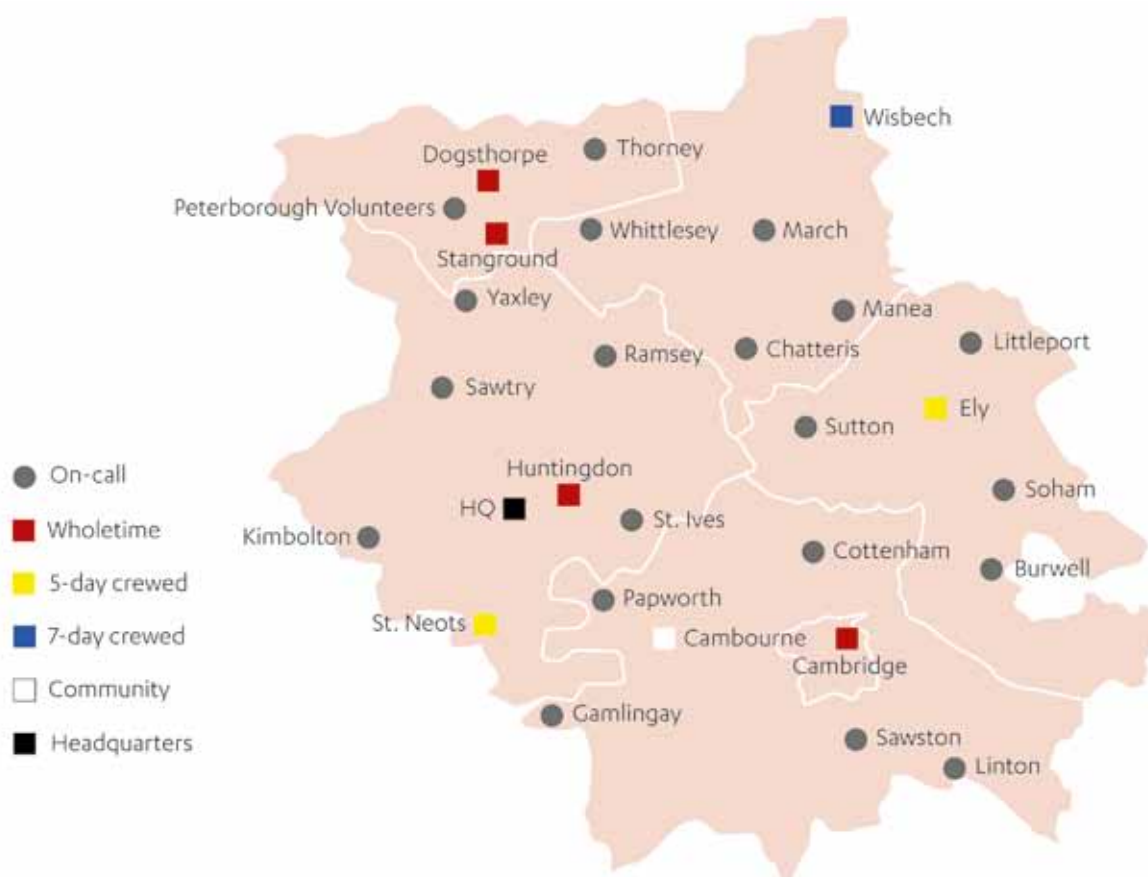 Wisbech
Thorney
Dogsthorpe
Peterborough Volunteers
Whittlesey
March
Stanground
Yaxley
Manea
Littleport
Ramsey
Chatteris
Sawtry
Ely
Sutton
Huntingdon
On-call
Soham
HQ
St. Ives
Wholetime
Kimbolton
Cottenham
Burwell
5-day crewed
Papworth
St. Neots
7-day crewed
Cambourne
Cambridge
Community
Gamlingay
Headquarters
Sawston
Linton